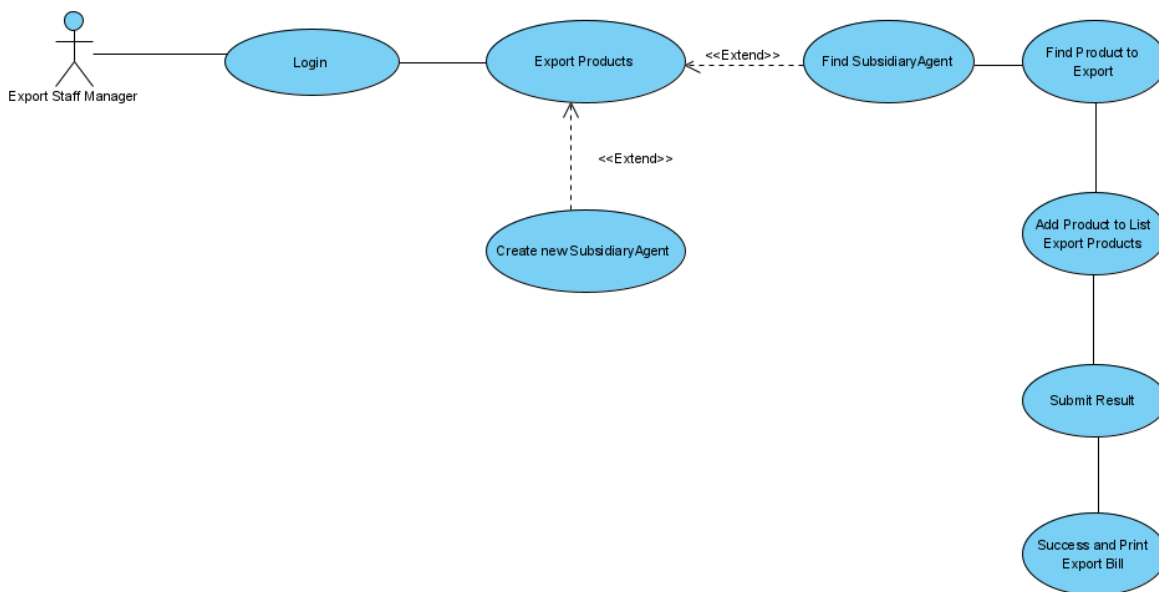 Export Staff Manager
Login
Export Products
<<Extend>>
Find SubsidiaryAgent
Find Product to
Export
<<Extend>>
Create new SubsidiaryAgent
Add Product to List
Export Products
Submit Result
Success and Print
Export Bill